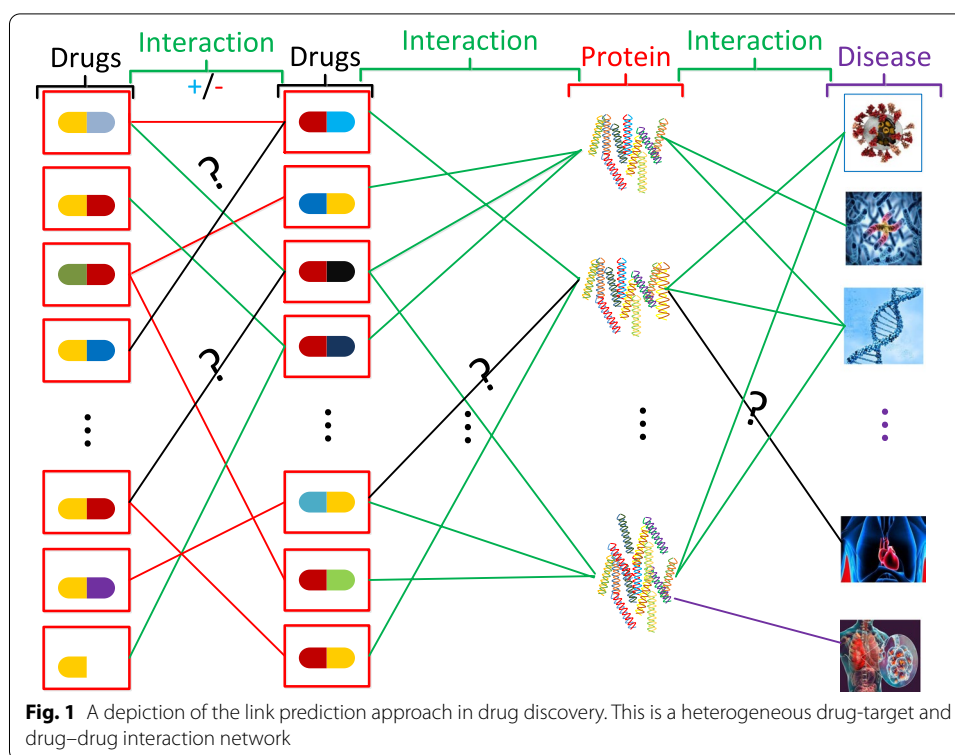 Interaction
Interaction
Interaction
Drugs
Drugs
Protein
Disease
+/-
?
?
?
?
Fig. 1 A depiction of the link prediction approach in drug discovery. This is a heterogeneous drug-target and
drug–drug interaction network